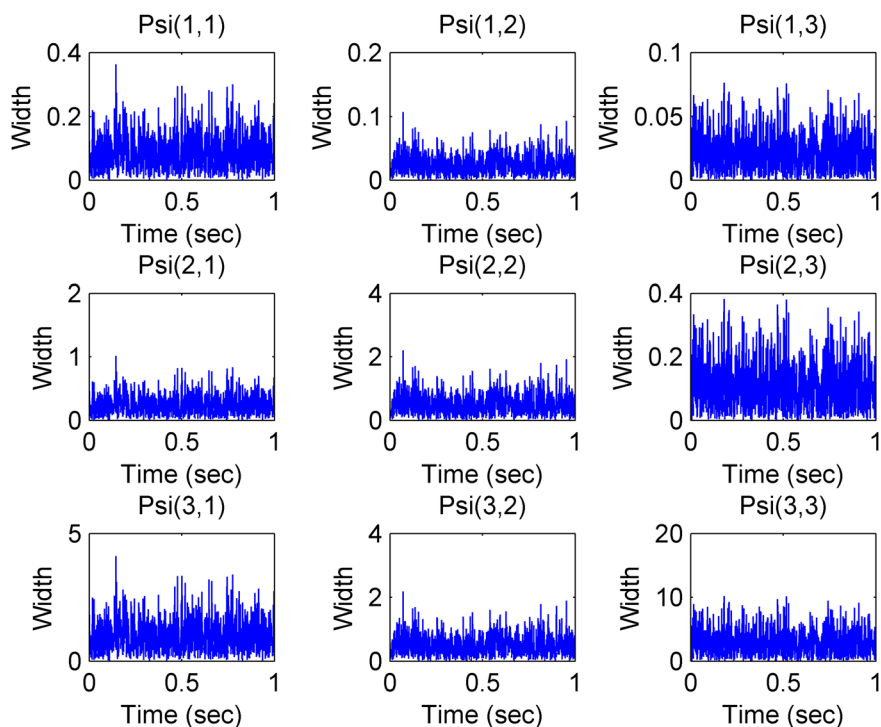 Psi(1,1)
Width
0.4
0.2
0
0
0.5
1
Time (sec)
Psi(1,2)
Width
0.2
0.1
0
0
0.5
1
Time (sec)
Psi(1,3)
Width
0.1
0.05
0
0
0.5
1
Time (sec)
Psi(2,1)
Width
2
1
0
0
0.5
1
Time (sec)
Psi(2,2)
Width
4
2
0
0
0.5
1
Time (sec)
Psi(2,3)
Width
0.4
0.2
0
0
0.5
1
Time (sec)
Psi(3,1)
Width
5
0
0
0.5
1
Time (sec)
Psi(3,2)
Width
4
2
0
0
0.5
1
Time (sec)
Psi(3,3)
Width
20
10
0
0
0.5
1
Time (sec)